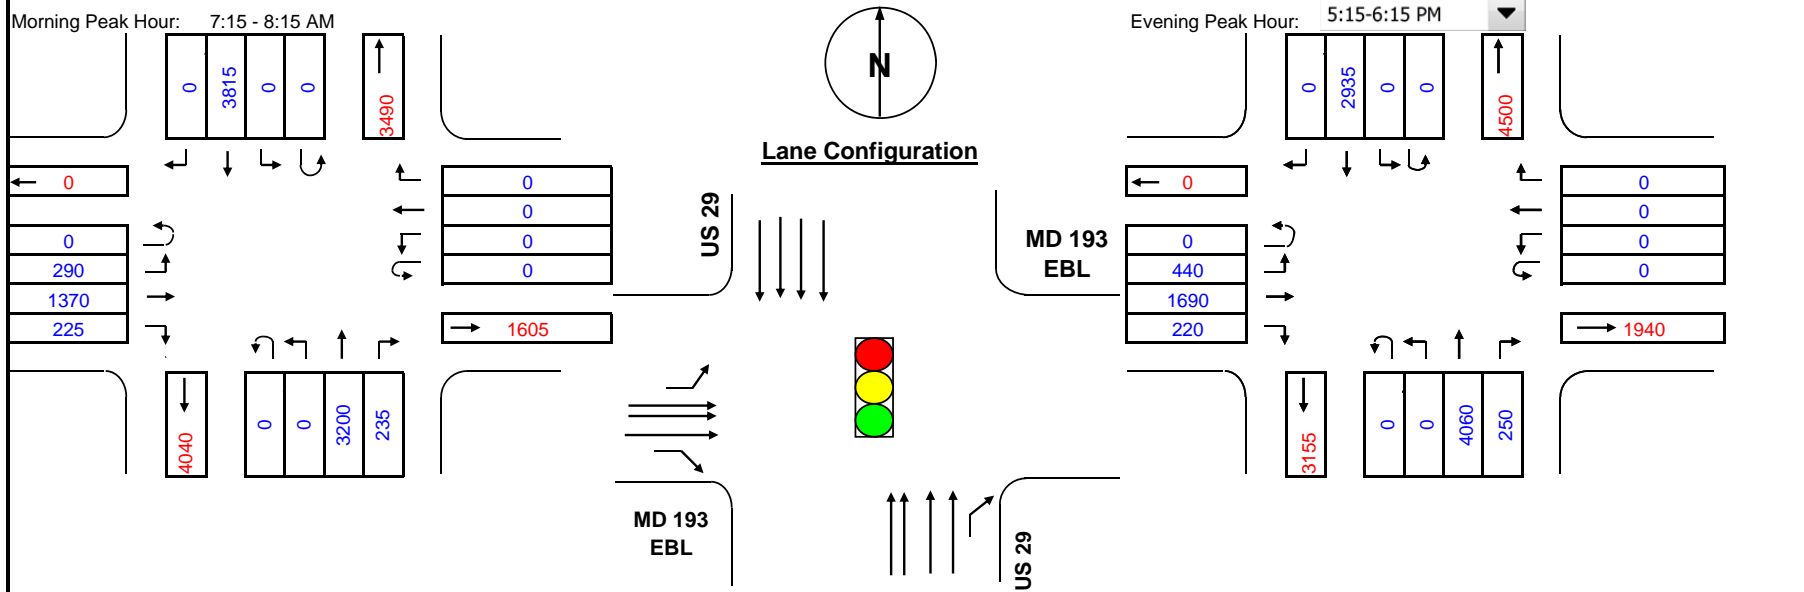 Morning Peak Hour: 7:15 - 8:15 AM
0 3815 0 0
3490
0
0
290
1370
225
0
0
0
0
1605
4040
0 0 3200 235
N
Lane Configuration
US 29
MD 193
EBL
MD 193
EBL
US 29
Evening Peak Hour: 5:15-6:15 PM
0 2935 0 0
4500
0
0
440
1690
220
0
0
0
0
1940
3155
0 0 4060 250